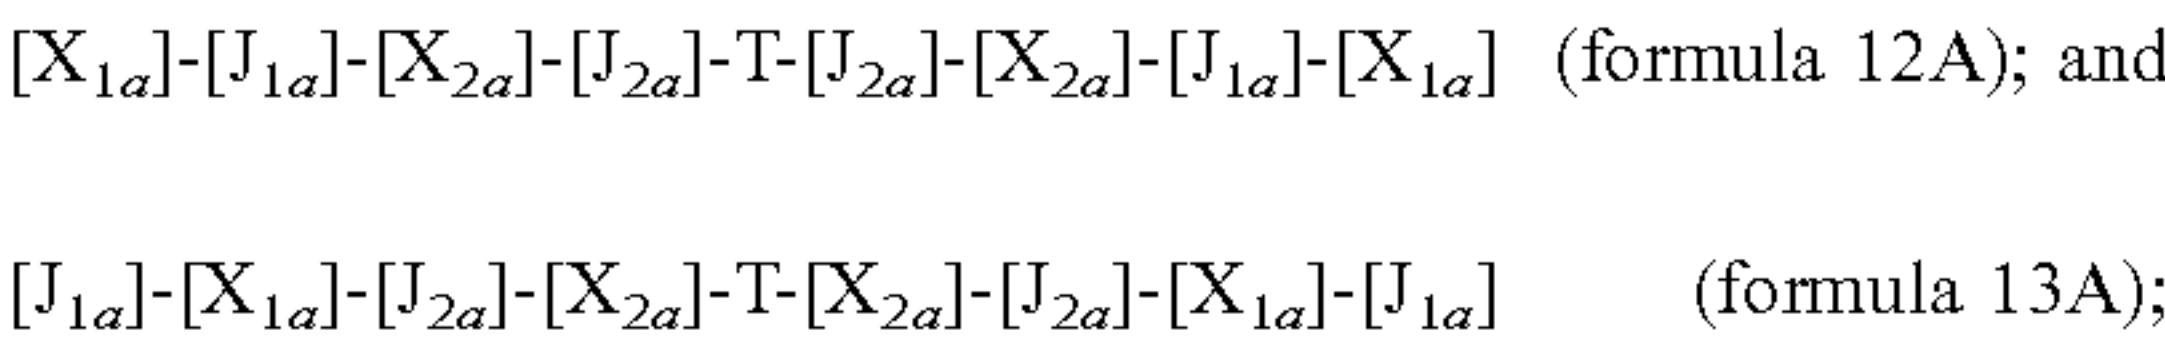 [X₁ₐ]-[J₁ₐ]-[X₂ₐ]-[J₂ₐ]-T-[J₂ₐ]-[X₂ₐ]-[J₁ₐ]-[X₁ₐ] (formula 12A); and
[J₁ₐ]-[X₁ₐ]-[J₂ₐ]-[X₂ₐ]-T-[X₂ₐ]-[J₂ₐ]-[X₁ₐ]-[J₁ₐ] (formula 13A);